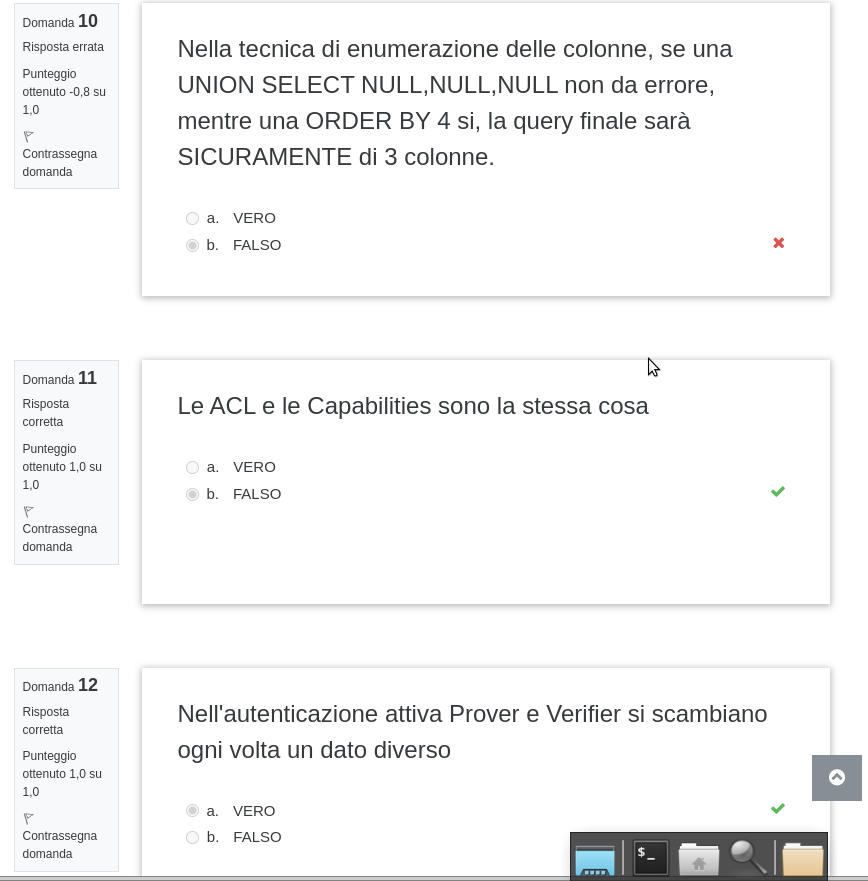 Domanda 10
Risposta errata
Punteggio
ottenuto -0,8 su
1,0
Contrassegna
domanda
Nella tecnica di enumerazione delle colonne, se una
UNION SELECT NULL,NULL,NULL non da errore,
mentre una ORDER BY 4 si, la query finale sarà
SICURAMENTE di 3 colonne.
a. VERO
b. FALSO
Domanda 11
Risposta
corretta
Punteggio
ottenuto 1,0 su
1,0
Contrassegna
domanda
Le ACL e le Capabilities sono la stessa cosa
a. VERO
b. FALSO
Domanda 12
Risposta
corretta
Punteggio
ottenuto 1,0 su
1,0
Contrassegna
domanda
Nell'autenticazione attiva Prover e Verifier si scambiano
ogni volta un dato diverso
a. VERO
b. FALSO
$_